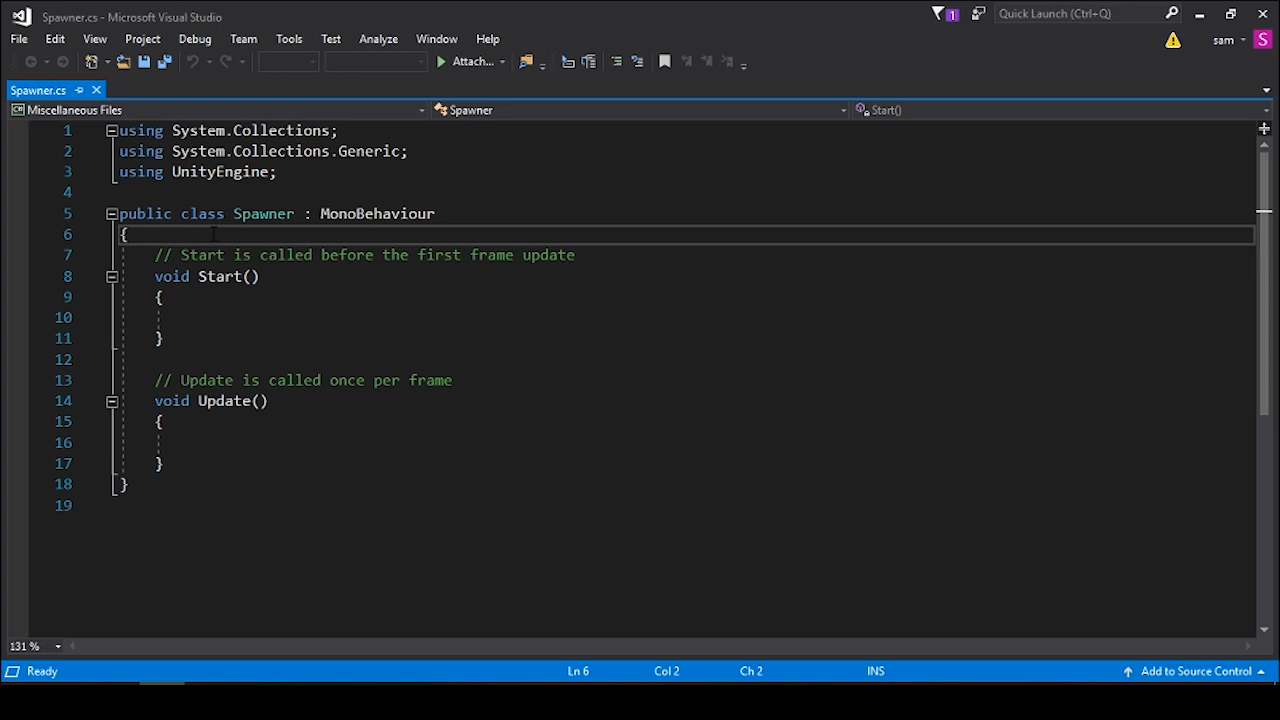 Spawner.cs - Microsoft Visual Studio
1
Quick Launch (Ctrl+Q)
File Edit View Project Debug Team Tools Test Analyze Window Help
sam S
Attach...
Spawner.cs
C# Miscellaneous Files Spawner Start()
1 using System.Collections;
2 using System.Collections.Generic;
3 using UnityEngine;
4
5 public class Spawner : MonoBehaviour
6 {
7 // Start is called before the first frame update
8 void Start()
9 {
10
11 }
12
13 // Update is called once per frame
14 void Update()
15 {
16
17 }
18 }
19
131 %
Ready Ln 6 Col 2 Ch 2 INS Add to Source Control